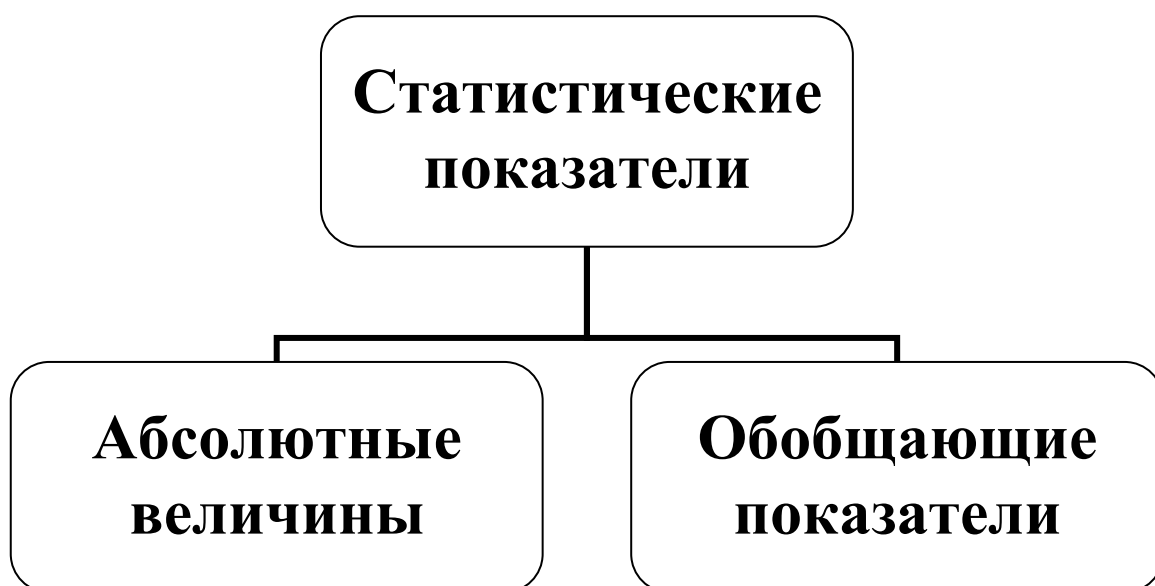 Статистические
показатели
Абсолютные
величины
Обобщающие
показатели